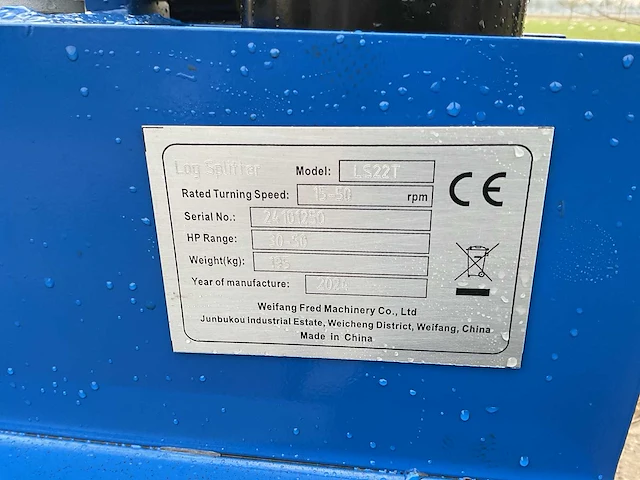 Log Splitter Model: LS22T
Rated Turning Speed: 15-50 rpm
Serial No.: 24101250
HP Range: 30-50
Weight(kg):
Year of manufacture: 2024
CE
Weifang Fred Machinery Co., Ltd
Junbukou Industrial Estate, Weicheng District, Weifang, China
Made in China